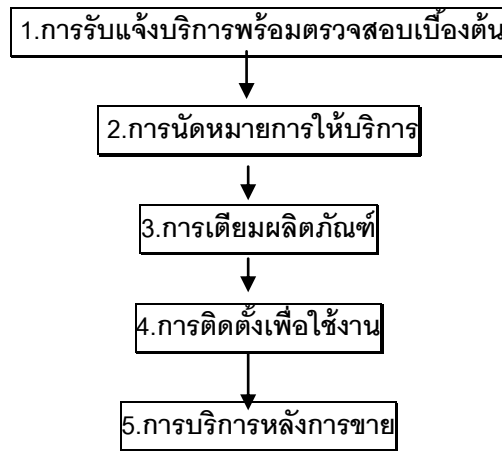 1.การรับแจ้งบริการพร้อมตรวจสอบเบื้องต้น
2.การนัดหมายการให้บริการ
3.การเตียมผลิตภัณฑ์
4.การติดตั้งเพื่อใช้งาน
5.การบริการหลังการขาย